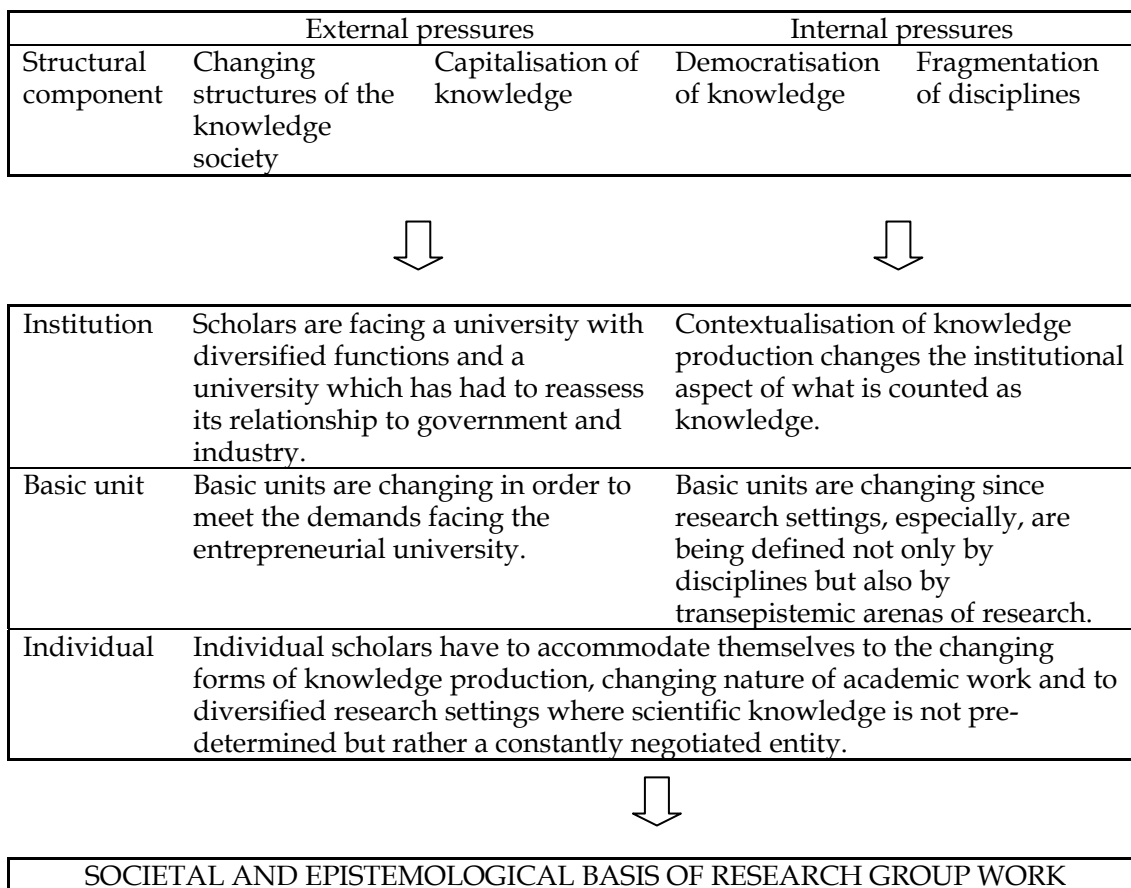 External pressures Internal pressures
Structural component Changing structures of the knowledge society Capitalisation of knowledge Democratisation of knowledge Fragmentation of disciplines
Institution
Scholars are facing a university with
diversified functions and a
university which has had to reassess
its relationship to government and
industry.
Contextualisation of knowledge
production changes the institutional
aspect of what is counted as
knowledge.
Basic unit
Basic units are changing in order to
meet the demands facing the
entrepreneurial university.
Basic units are changing since
research settings, especially, are
being defined not only by
disciplines but also by
transepistemic arenas of research.
Individual
Individual scholars have to accommodate themselves to the changing
forms of knowledge production, changing nature of academic work and to
diversified research settings where scientific knowledge is not pre-
determined but rather a constantly negotiated entity.
SOCIETAL AND EPISTEMOLOGICAL BASIS OF RESEARCH GROUP WORK